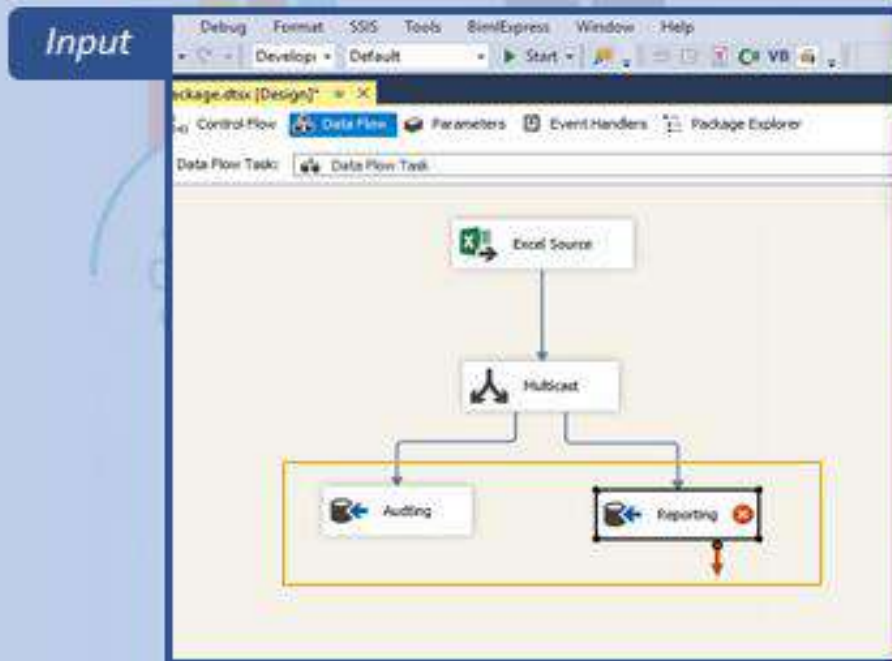 Input
Debug Format SSIS Tools BimlExpress Window Help
Develop Default Start C# VB
ackage.dtsx [Design]*
Control Flow Data Flow Parameters Event Handlers Package Explorer
Data Flow Task: Data Flow Task
Excel Source
Multicast
Auditing Reporting